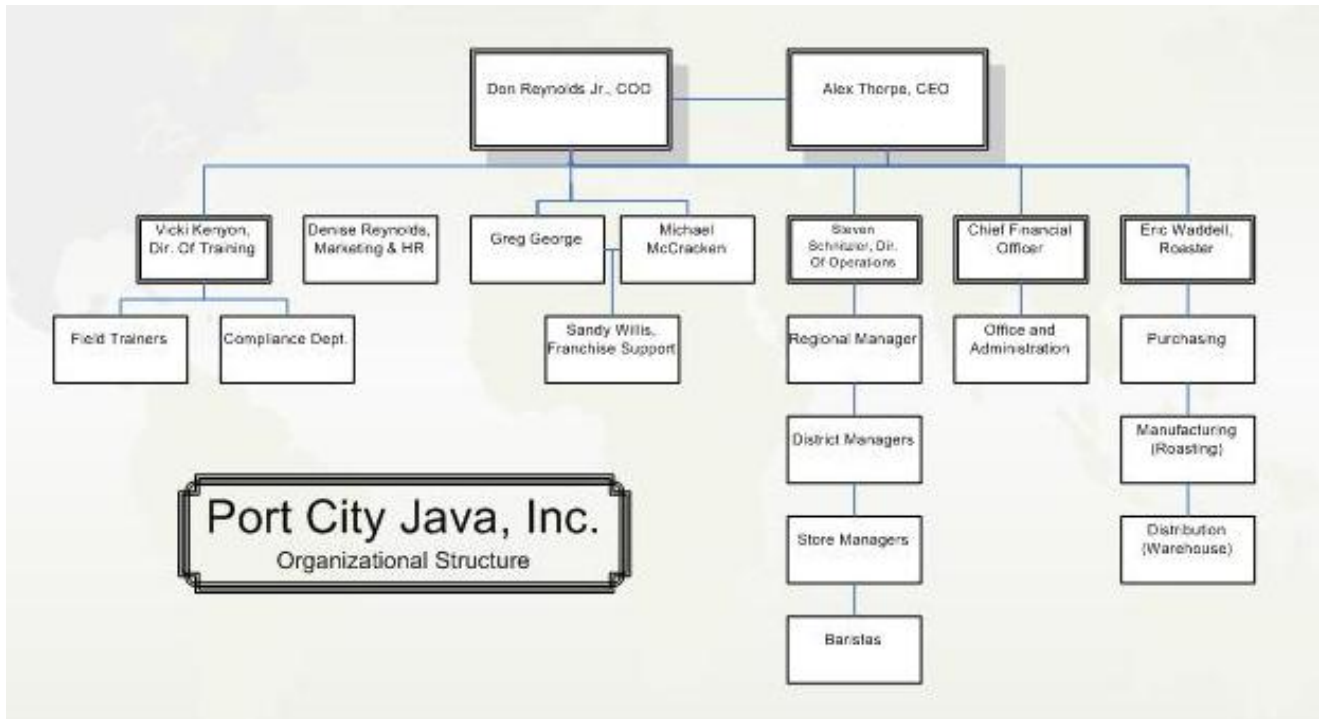 Don Reynolds Jr., COO
Alex Thorpe, CEO
Vicki Kenyon,
Dir. Of Training
Denise Reynolds,
Marketing & HR
Greg George
Michael
McCracken
Steven
Schnitzler, Dir.
Of Operations
Chief Financial
Officer
Eric Waddell,
Roaster
Field Trainers
Compliance Dept.
Sandy Willis,
Franchise Support
Regional Manager
Office and
Administration
Purchasing
District Managers
Manufacturing
(Roasting)
Port City Java, Inc.
Organizational Structure
Store Managers
Distribution
(Warehouse)
Baristas